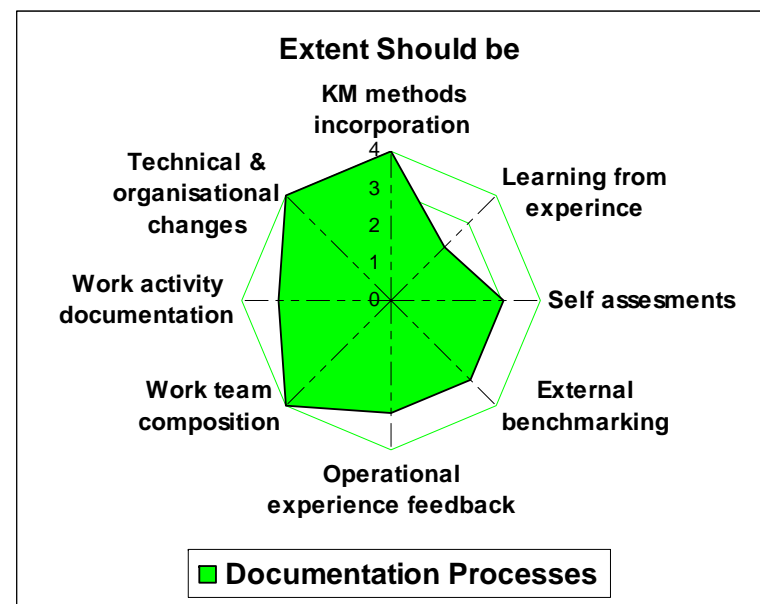 Extent Should be
KM methods
incorporation
Learning from
experince
Self assesments
External
benchmarking
Operational
experience feedback
Work team
composition
Work activity
documentation
Technical &
organisational
changes
4
3
2
1
0
Documentation Processes